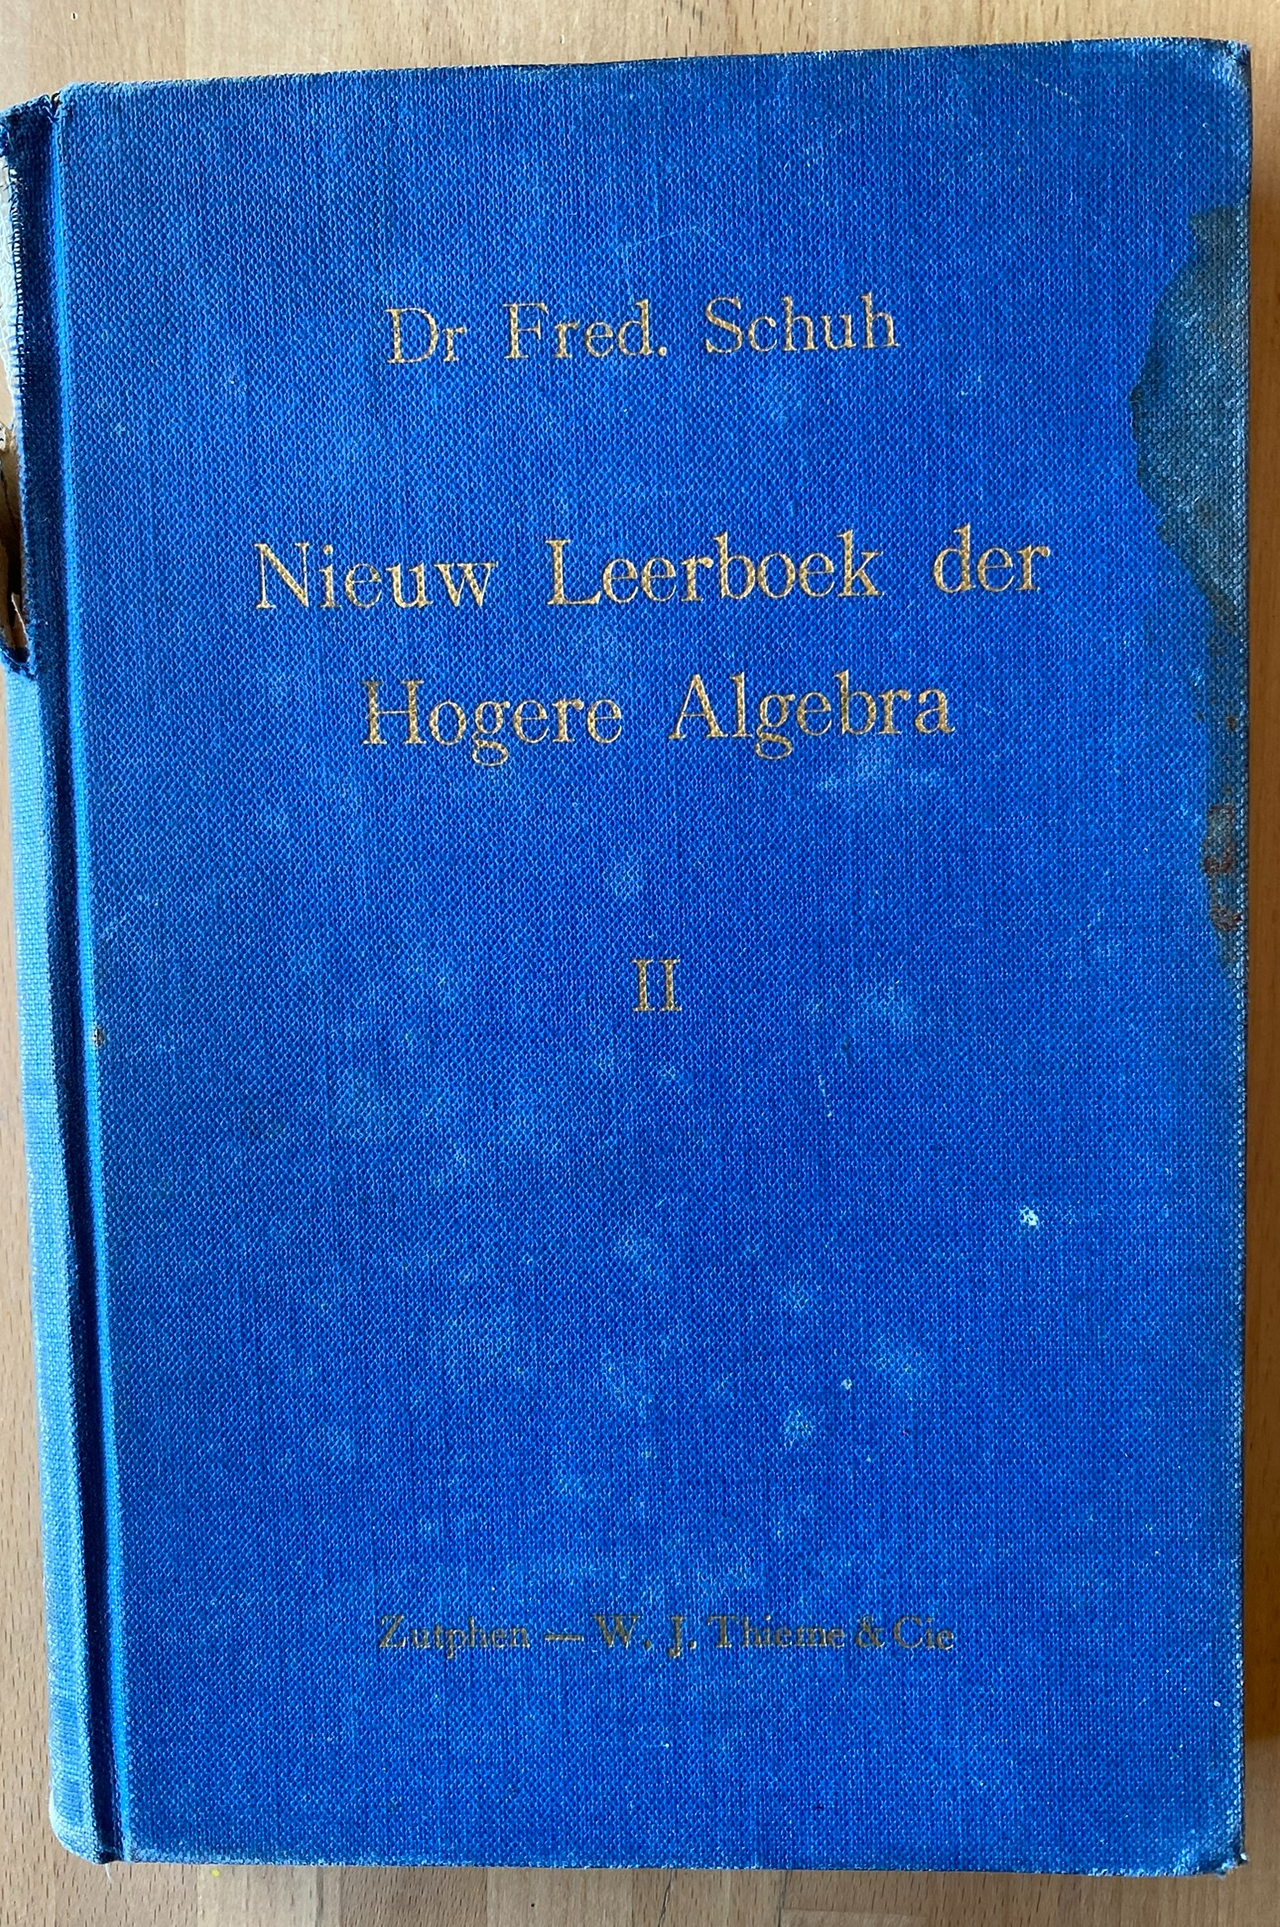 Dr Fred. Schuh
Nieuw Leerboek der
Hogere Algebra
II
Zutphen — W. J. Thieme & Cie